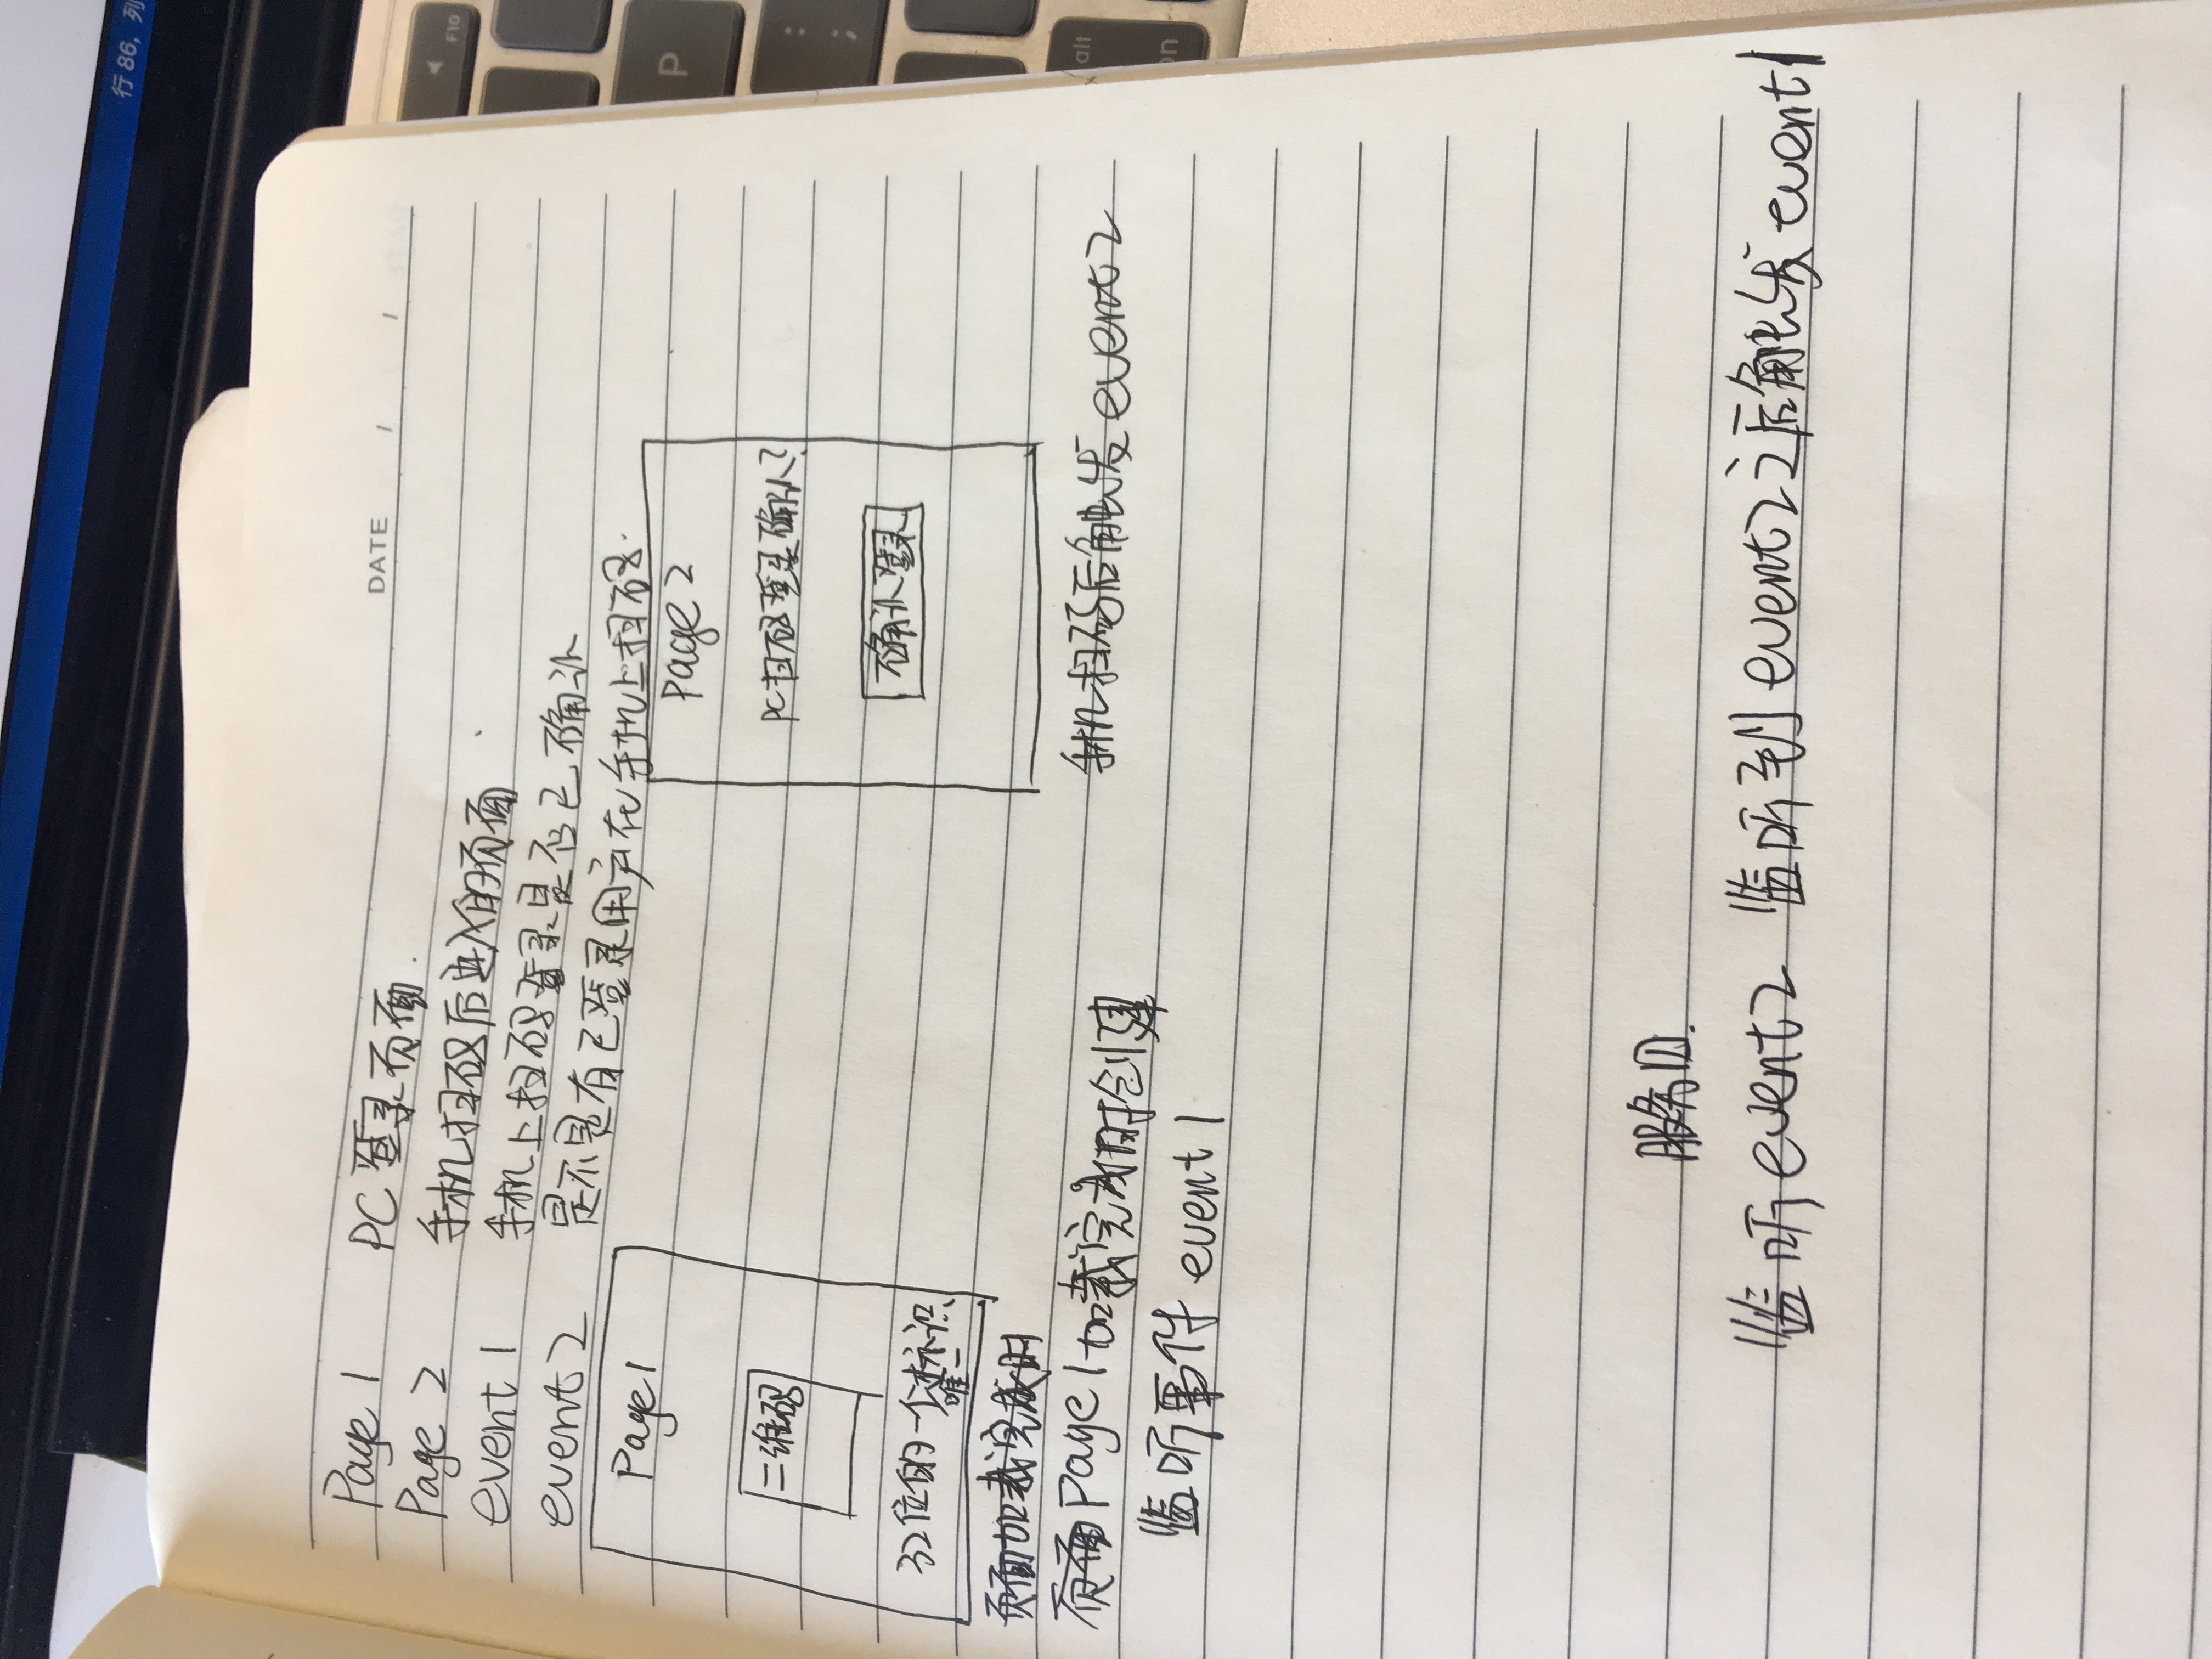 行 86, 列
DATE / /
Page 1 PC 登录页面.
Page 2 手机扫码后进入的页面
event 1 手机上扫码登录是否已确认
event 2 是不是有已登录用户在手机上扫码.
Page 1
二维码
32位的一个标识
唯一
页面加载完成时
页面 Page 1 加载完成时创建
监听事件 event 1
Page 2
PC扫码登录确认?
确认登录
手机扫码后触发 event 2
服务口.
监听 event 2 监听到 event 2 之后触发 event 1
F10
P
:
;
alt
on